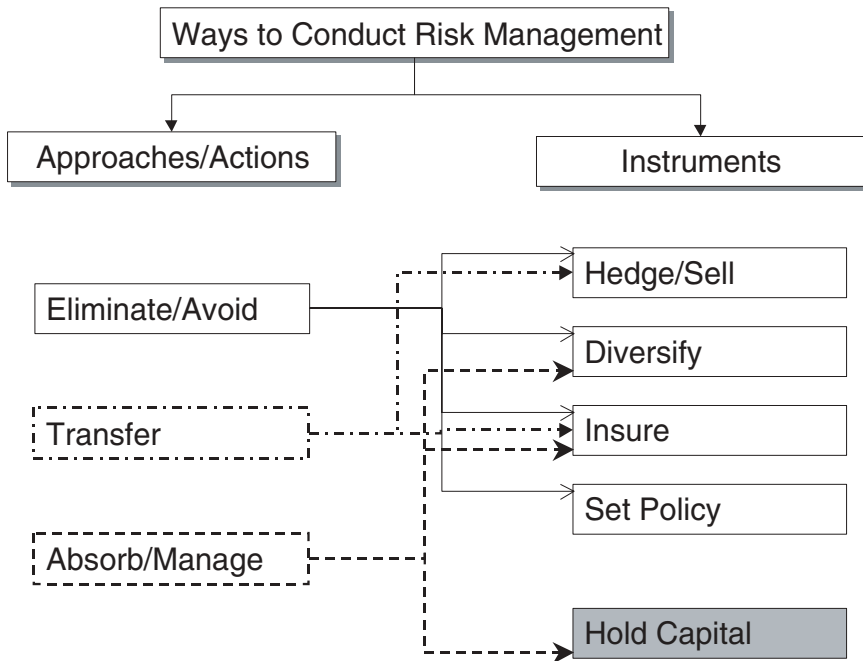 Ways to Conduct Risk Management
Approaches/Actions
Instruments
Eliminate/Avoid
Transfer
Absorb/Manage
Hedge/Sell
Diversify
Insure
Set Policy
Hold Capital